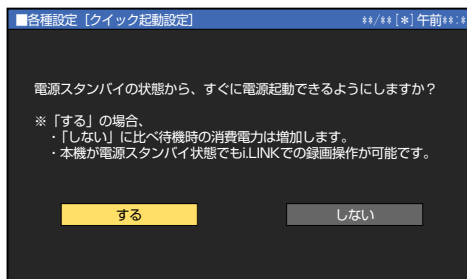 ■各種設定［クイック起動設定］ **/**[*]午前**:*
電源スタンバイの状態から、すぐに電源起動できるようにしますか？
※「する」の場合、
・「しない」に比べ待機時の消費電力は増加します。
・本機が電源スタンバイ状態でもi.LINKでの録画操作が可能です。
する しない